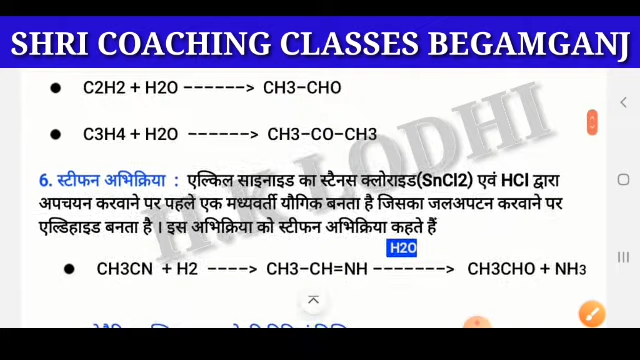 SHRI COACHING CLASSES BEGAMGANJ
● C2H2 + H2O ------> CH3-CHO
● C3H4 + H2O ------> CH3-CO-CH3
6. स्टीफन अभिक्रिया : एल्किल साइनाइड का स्टैनस क्लोराइड(SnCl2) एवं HCl द्वारा
अपचयन करवाने पर पहले एक मध्यवर्ती यौगिक बनता है जिसका जलअपटन करवाने पर
एल्डिहाइड बनता है । इस अभिक्रिया को स्टीफन अभिक्रिया कहते हैं
H2O
● CH3CN + H2 ----> CH3-CH=NH -------> CH3CHO + NH3
H.K LODHI